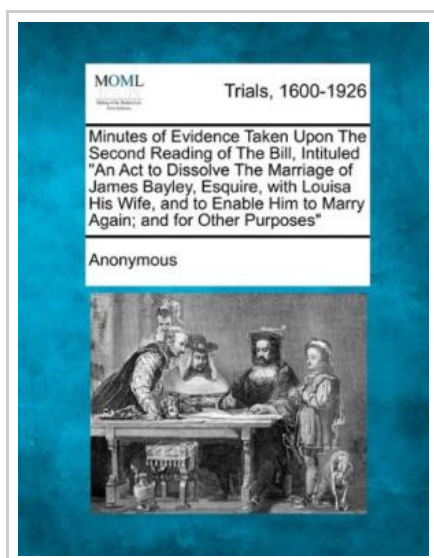 MOML
Trials, 1600-1926
Minutes of Evidence Taken Upon The
Second Reading of The Bill, Intituled
"An Act to Dissolve The Marriage of
James Bayley, Esquire, with Louisa
His Wife, and to Enable Him to Marry
Again; and for Other Purposes"
Anonymous